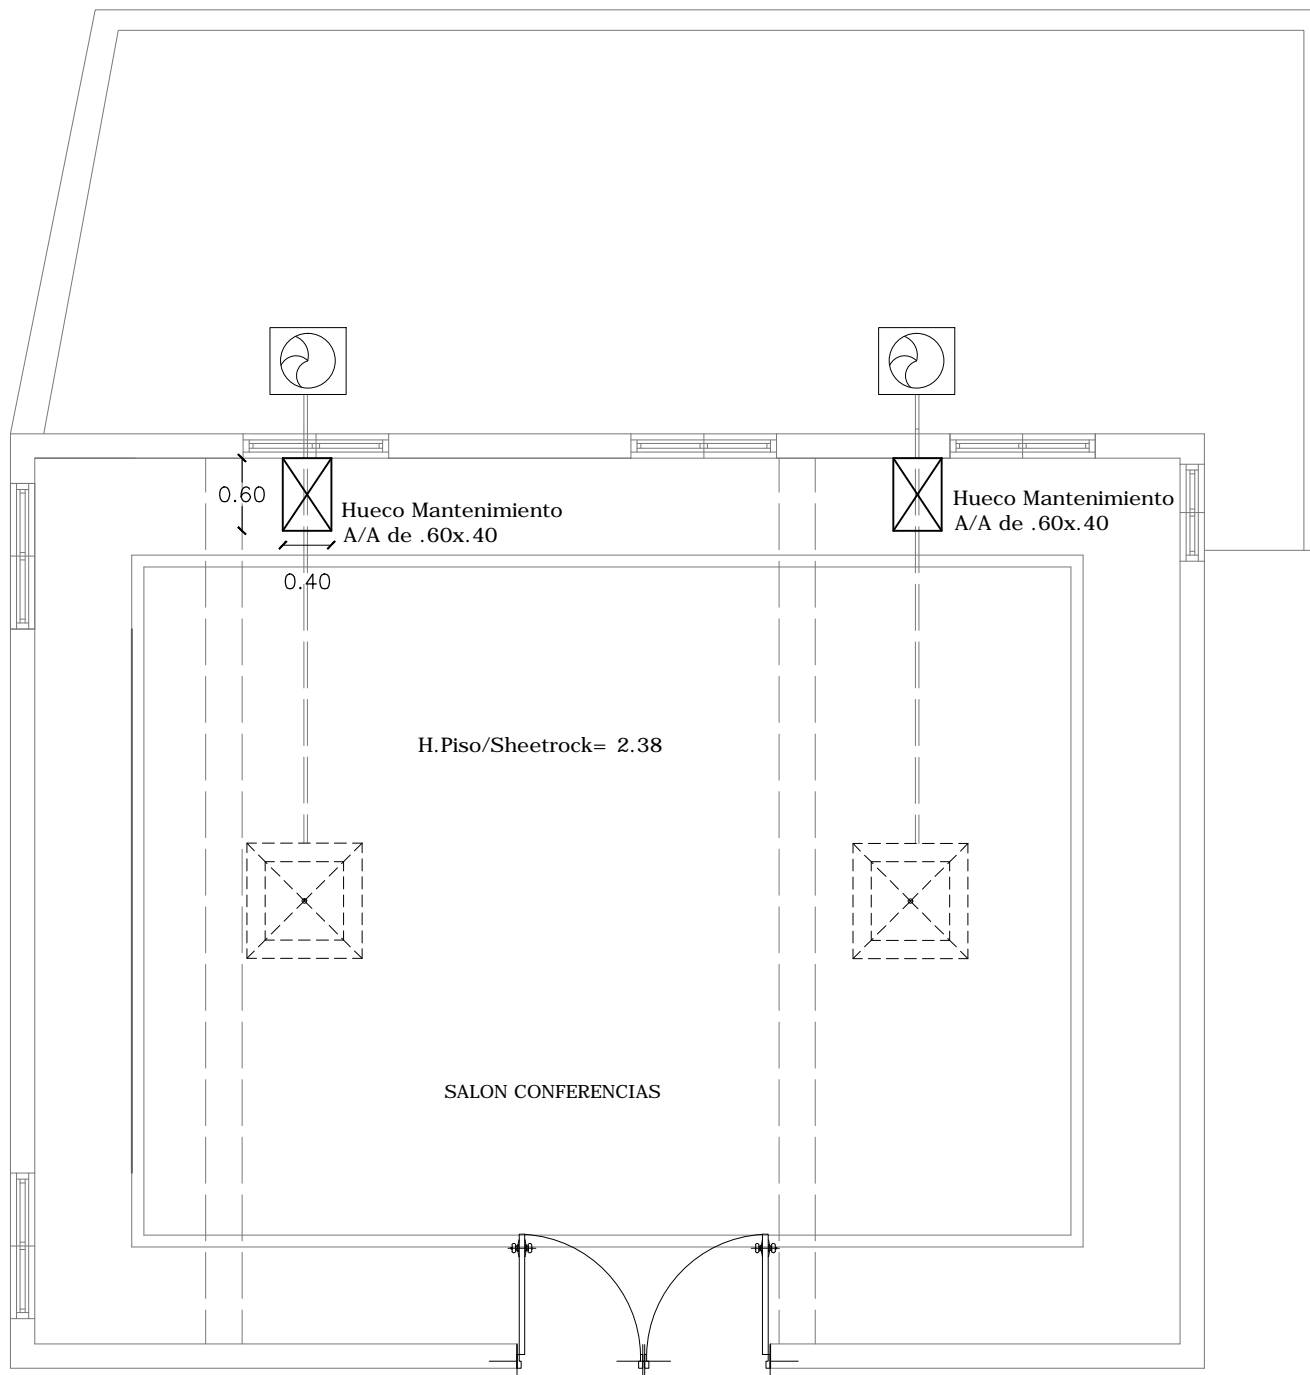 0.60
Hueco Mantenimiento
A/A de .60x.40
Hueco Mantenimiento
A/A de .60x.40
0.40
H.Piso/Sheetrock= 2.38
SALON CONFERENCIAS